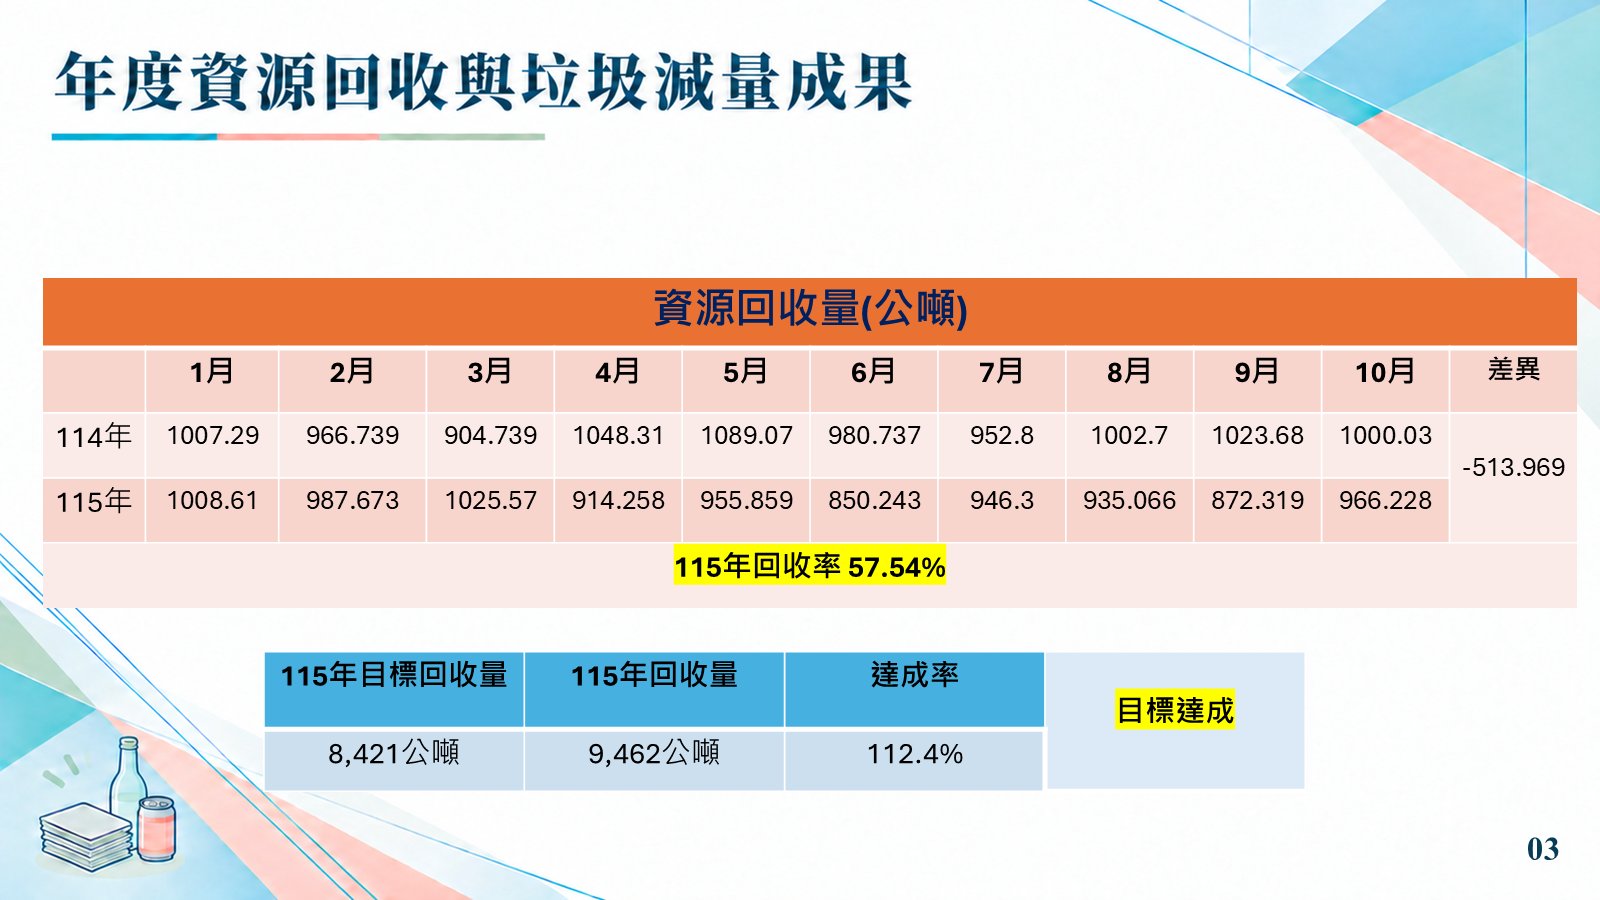 年度資源回收與垃圾減量成果
資源回收量(公噸)
1月 2月 3月 4月 5月 6月 7月 8月 9月 10月 差異
114年 1007.29 966.739 904.739 1048.31 1089.07 980.737 952.8 1002.7 1023.68 1000.03 -513.969
115年 1008.61 987.673 1025.57 914.258 955.859 850.243 946.3 935.066 872.319 966.228
115年回收率 57.54%
115年目標回收量 115年回收量 達成率 目標達成
8,421公噸 9,462公噸 112.4%
03